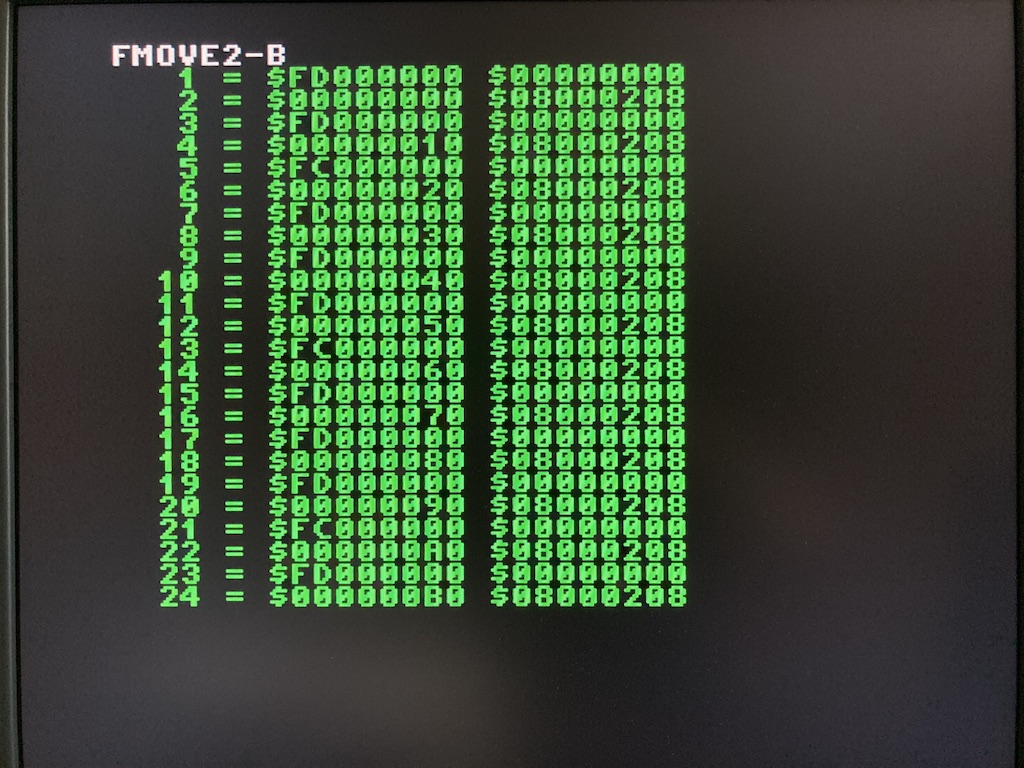 FMOVE2-B
1 = $FD000000 $00000000
2 = $00000000 $08000208
3 = $FD000000 $00000000
4 = $00000010 $08000208
5 = $FC000000 $00000000
6 = $00000020 $08000208
7 = $FD000000 $00000000
8 = $00000030 $08000208
9 = $FD000000 $00000000
10 = $00000040 $08000208
11 = $FD000000 $00000000
12 = $00000050 $08000208
13 = $FC000000 $00000000
14 = $00000060 $08000208
15 = $FD000000 $00000000
16 = $00000070 $08000208
17 = $FD000000 $00000000
18 = $00000080 $08000208
19 = $FD000000 $00000000
20 = $00000090 $08000208
21 = $FC000000 $00000000
22 = $000000A0 $08000208
23 = $FD000000 $00000000
24 = $000000B0 $08000208